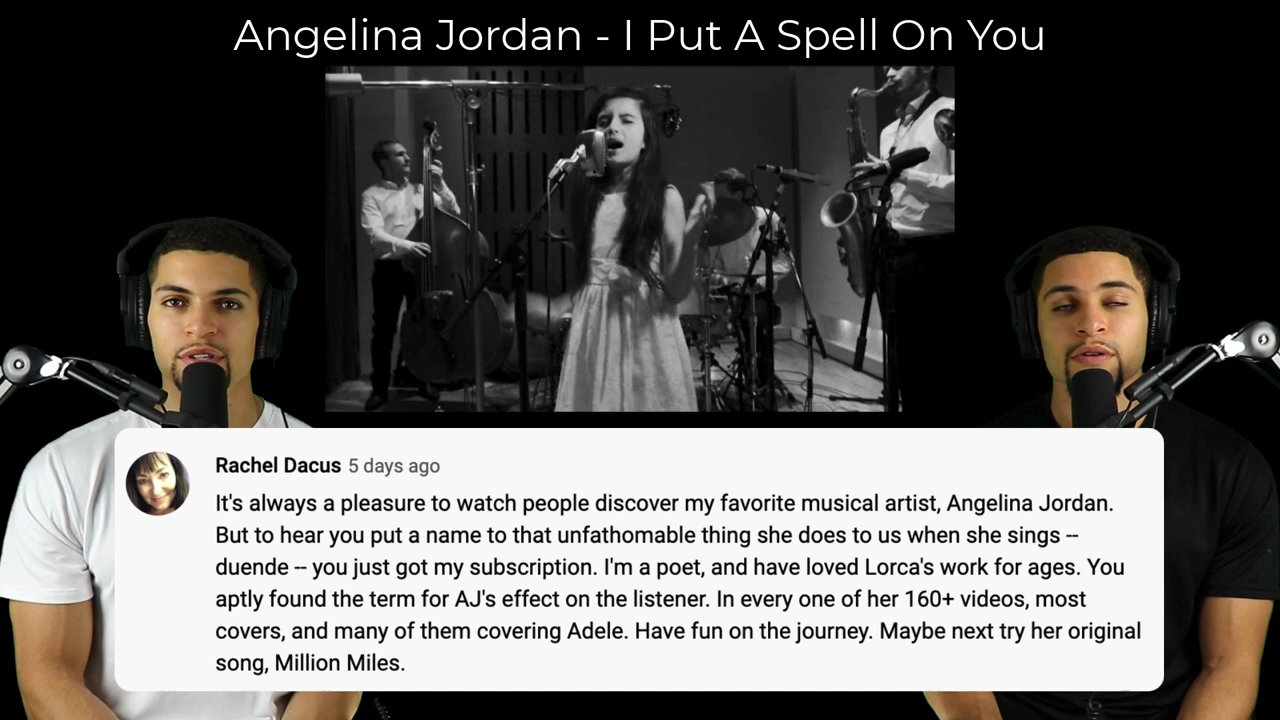 Angelina Jordan - I Put A Spell On You
Rachel Dacus 5 days ago
It's always a pleasure to watch people discover my favorite musical artist, Angelina Jordan.
But to hear you put a name to that unfathomable thing she does to us when she sings --
duende -- you just got my subscription. I'm a poet, and have loved Lorca's work for ages. You
aptly found the term for AJ's effect on the listener. In every one of her 160+ videos, most
covers, and many of them covering Adele. Have fun on the journey. Maybe next try her original
song, Million Miles.